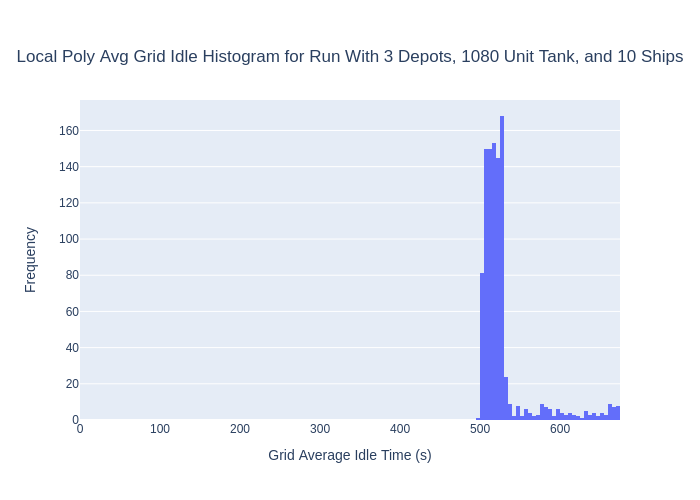 Local Poly Avg Grid Idle Histogram for Run With 3 Depots, 1080 Unit Tank, and 10 Ships
Frequency
160
140
120
100
80
60
40
20
0
0 100 200 300 400 500 600
Grid Average Idle Time (s)